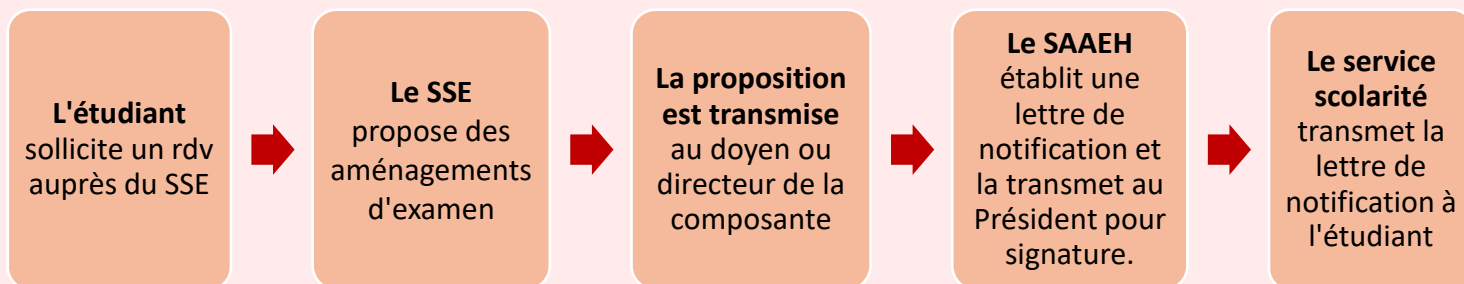 L'étudiant
sollicite un rdv
auprès du SSE
Le SSE
propose des
aménagements
d'examen
La proposition
est transmise
au doyen ou
directeur de la
composante
Le SAAEH
établit une
lettre de
notification et
la transmet au
Président pour
signature.
Le service
scolarité
transmet la
lettre de
notification à
l'étudiant